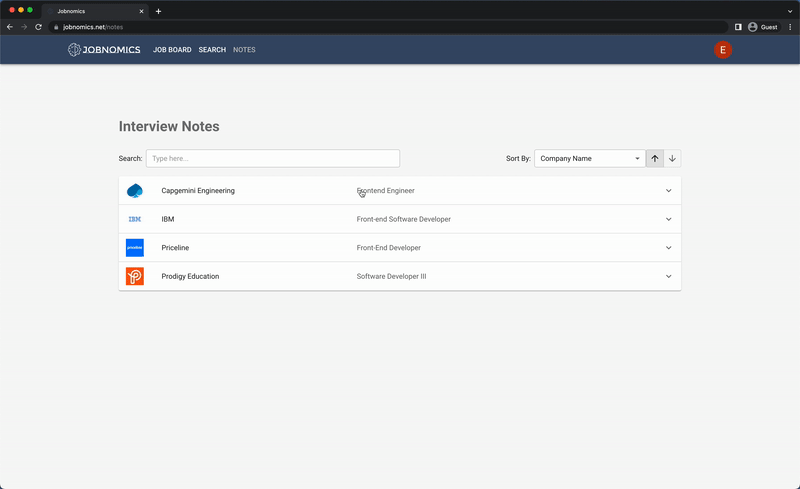 Jobnomics
jobnomics.net/notes
Guest
JOBNOMICS JOB BOARD SEARCH NOTES E
Interview Notes
Search: Type here... Sort By: Company Name
Capgemini Engineering Frontend Engineer
IBM IBM Front-end Software Developer
priceline Priceline Front-End Developer
Prodigy Education Software Developer III